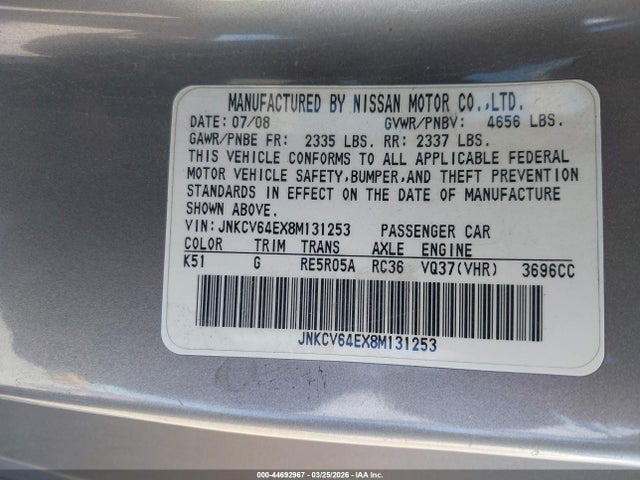 MANUFACTURED BY NISSAN MOTOR CO.,LTD.
DATE: 07/08 GVWR/PNBV: 4656 LBS.
GAWR/PNBE FR: 2335 LBS. RR: 2337 LBS.
THIS VEHICLE CONFORMS TO ALL APPLICABLE FEDERAL
MOTOR VEHICLE SAFETY,BUMPER,AND THEFT PREVENTION
STANDARDS IN EFFECT ON THE DATE OF MANUFACTURE
SHOWN ABOVE.
VIN: JNKCV64EX8M131253 PASSENGER CAR
COLOR TRIM TRANS AXLE ENGINE
K51 G RE5R05A RC36 VQ37(VHR) 3696CC
JNKCV64EX8M131253
000-44692967 - 03/25/2026 - IAA Inc.